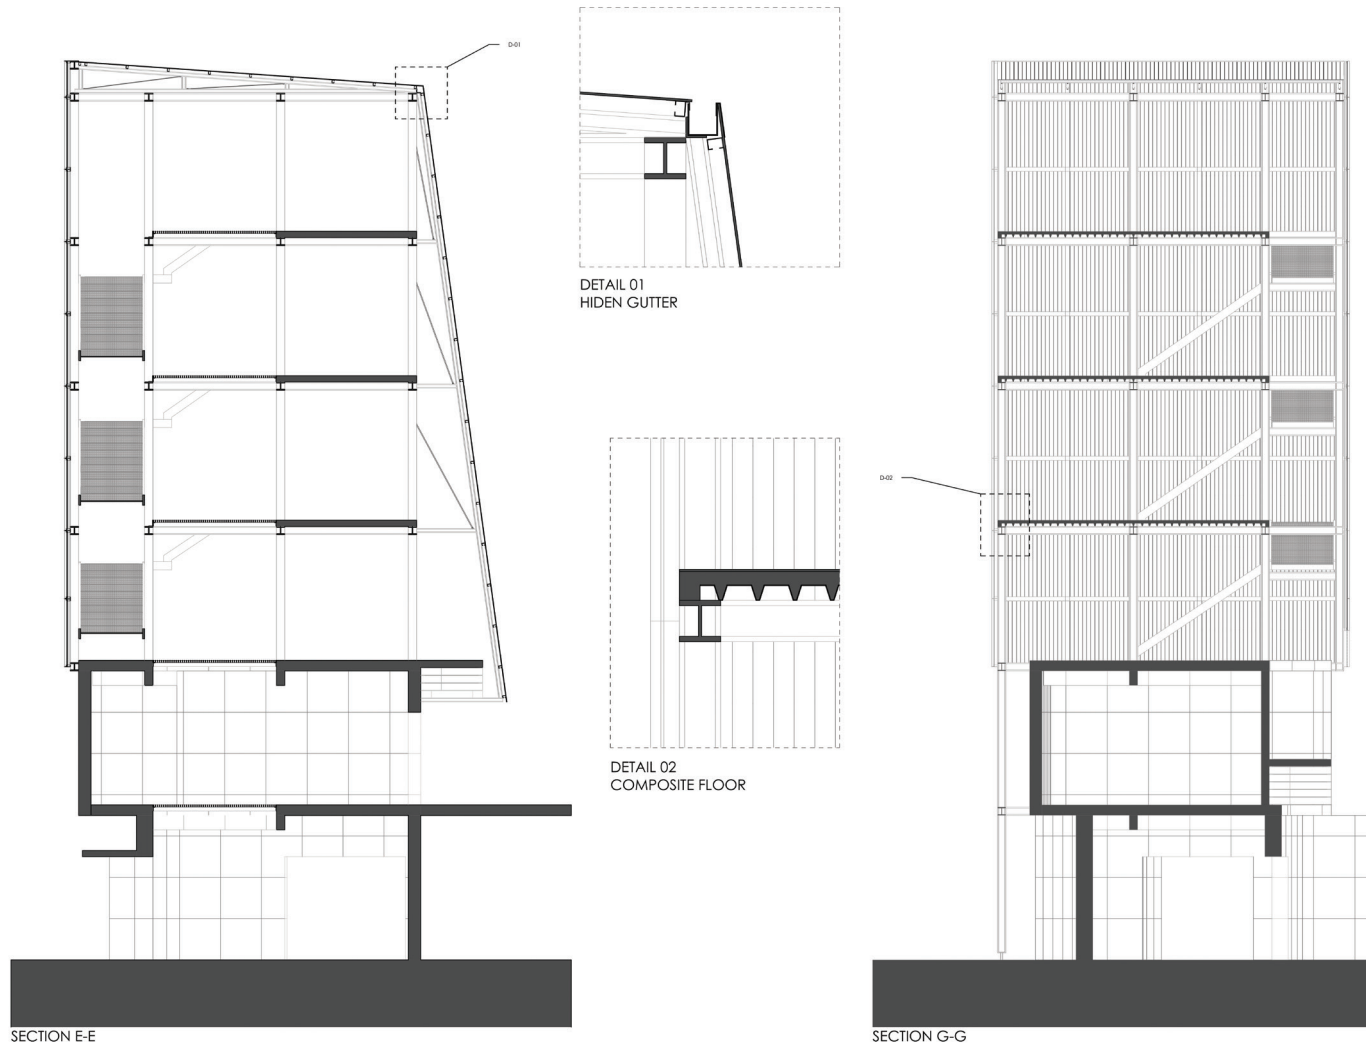 D-01
DETAIL 01
HIDEN GUTTER
D-02
DETAIL 02
COMPOSITE FLOOR
SECTION E-E
SECTION G-G